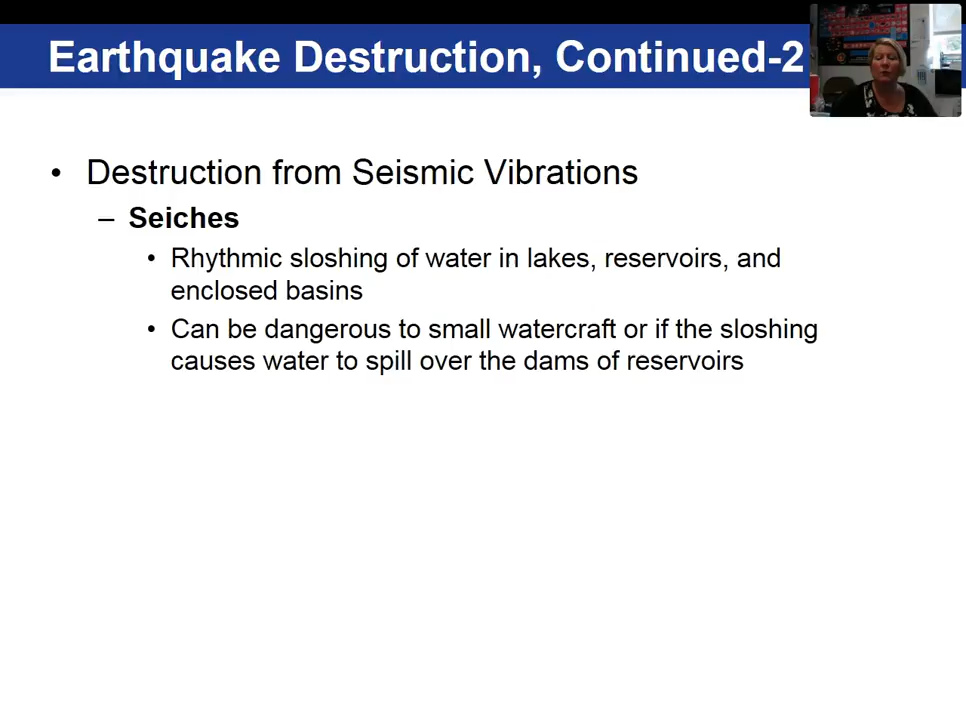 Earthquake Destruction, Continued-2
• Destruction from Seismic Vibrations
– Seiches
• Rhythmic sloshing of water in lakes, reservoirs, and
enclosed basins
• Can be dangerous to small watercraft or if the sloshing
causes water to spill over the dams of reservoirs